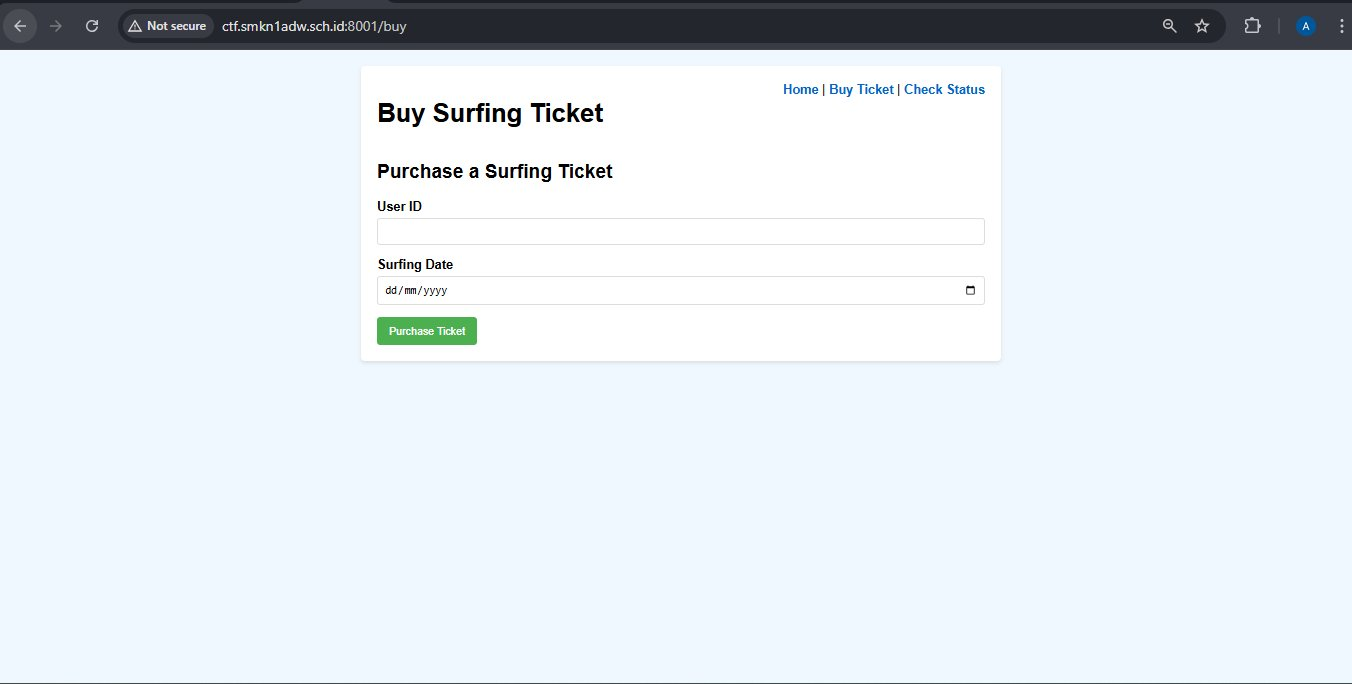 Not secure
ctf.smkn1adw.sch.id:8001/buy
A
Home | Buy Ticket | Check Status
Buy Surfing Ticket
Purchase a Surfing Ticket
User ID
Surfing Date
dd/mm/yyyy
Purchase Ticket